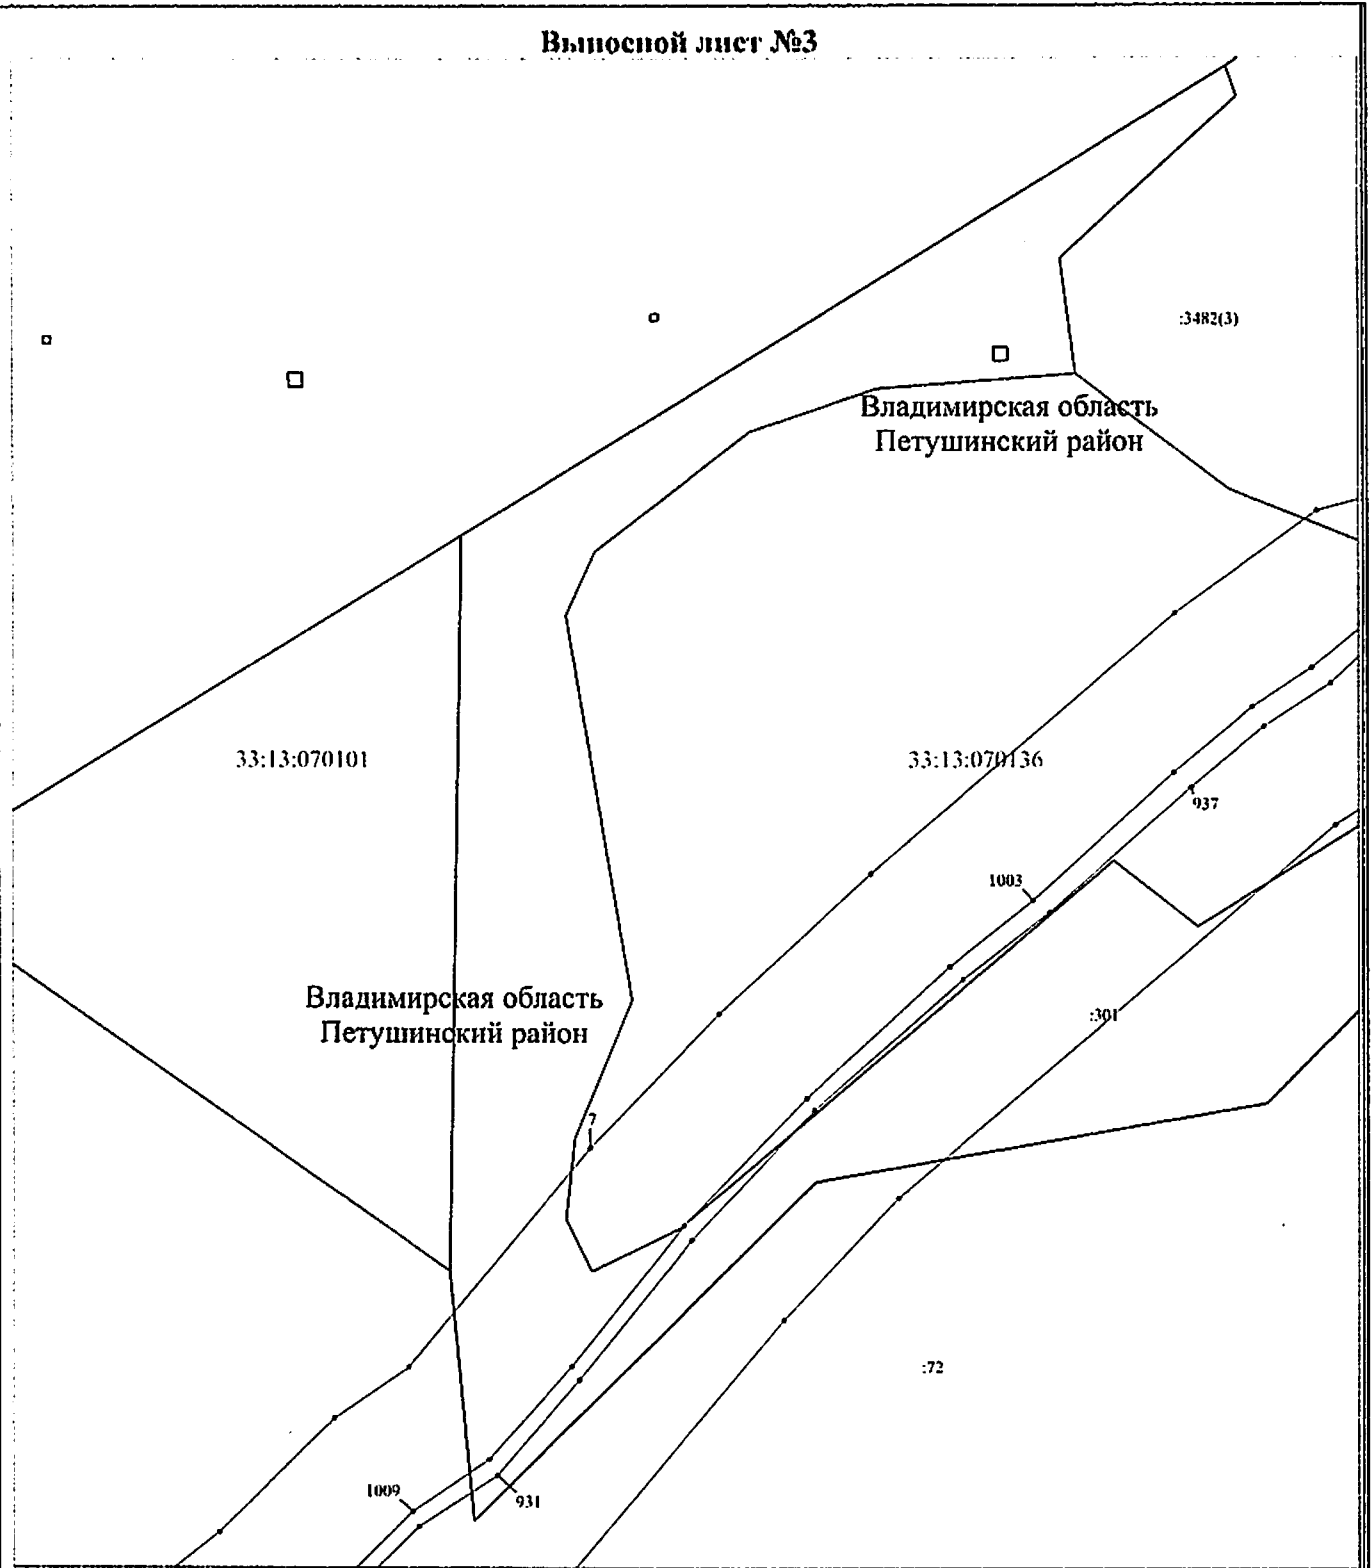 Выносной лист №3
:3482(3)
Владимирская область
Петушинский район
33:13:070101
33:13:070136
937
1003
Владимирская область
Петушинский район
:301
7
:72
1009
931